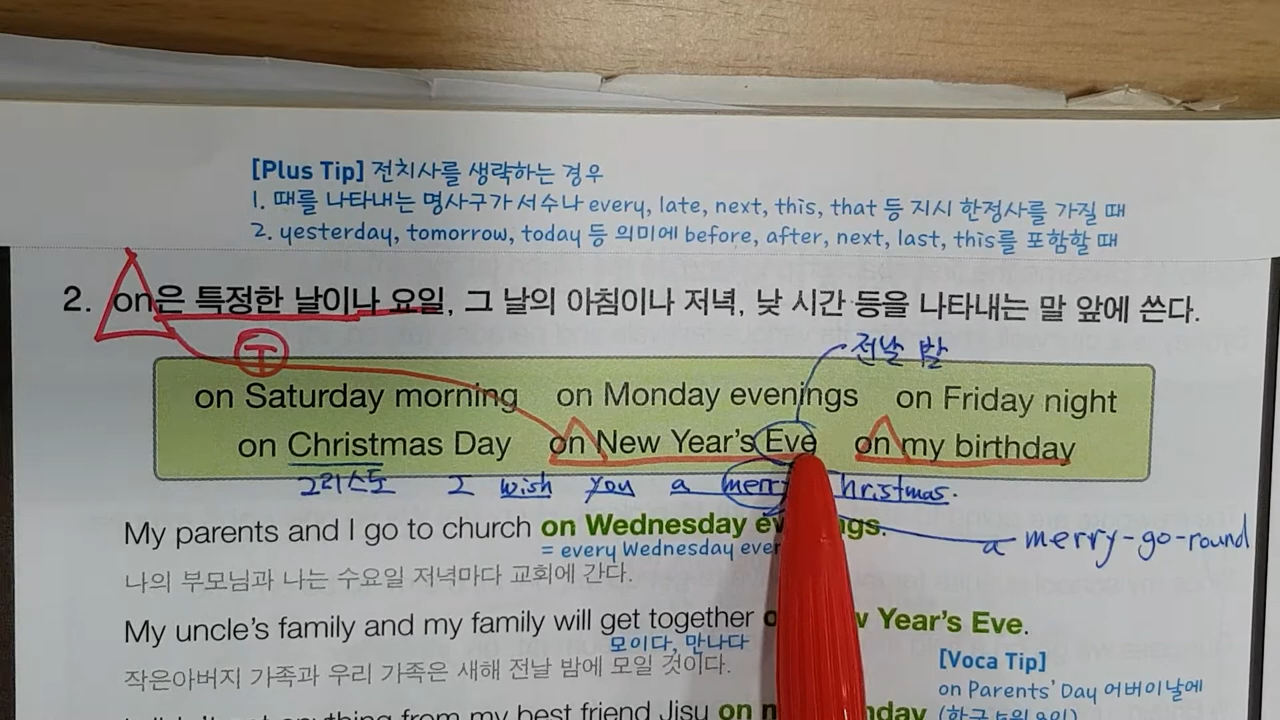 [Plus Tip] 전치사를 생략하는 경우
1. 때를 나타내는 명사구가 서수나 every, late, next, this, that 등 지시 한정사를 가질 때
2. yesterday, tomorrow, today 등 의미에 before, after, next, last, this를 포함할 때
2. on은 특정한 날이나 요일, 그 날의 아침이나 저녁, 낮 시간 등을 나타내는 말 앞에 쓴다.
전날 밤
on Saturday morning on Monday evenings on Friday night
on Christmas Day on New Year's Eve on my birthday
그리스도 I wish you a merry hristmas.
My parents and I go to church on Wednesday ev ngs.
a merry-go-round
= every Wednesday ever
나의 부모님과 나는 수요일 저녁마다 교회에 간다.
My uncle's family and my family will get together o w Year's Eve.
모이다, 만나다
작은아버지 가족과 우리 가족은 새해 전날 밤에 모일 것이다.
[Voca Tip]
on Parents' Day 어버이날에
from my best friend Jisu on day